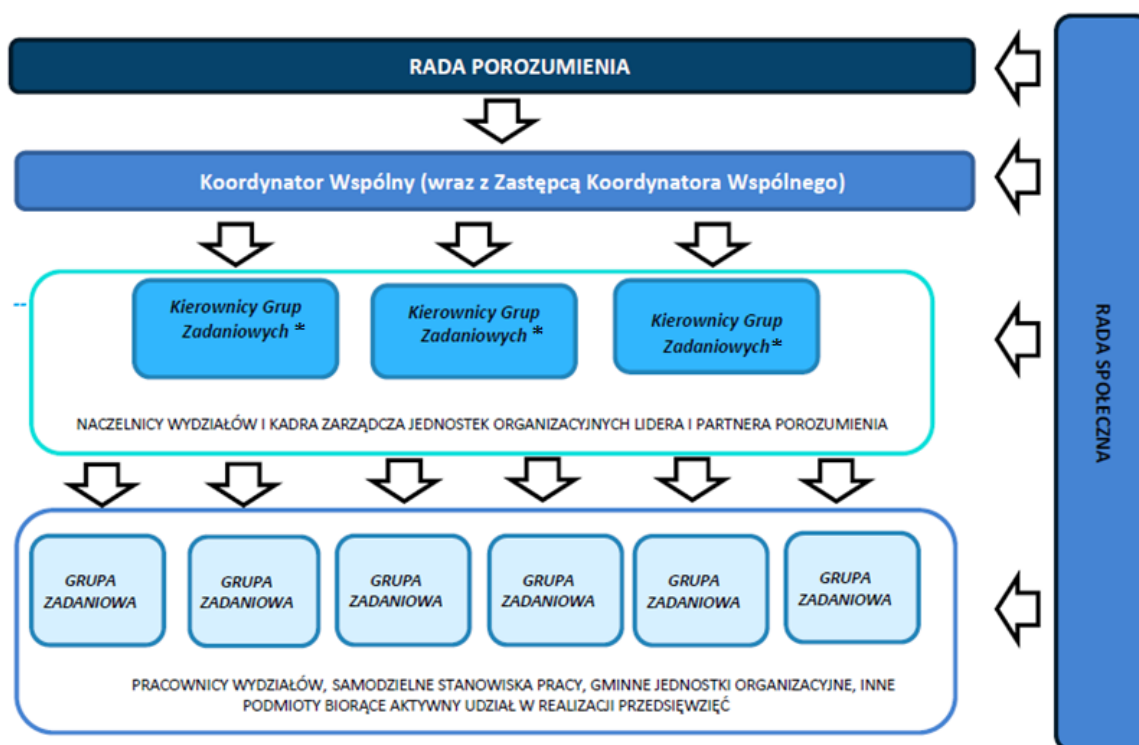 RADA POROZUMIENIA
Koordynator Wspólny (wraz z Zastępcą Koordynatora Wspólnego)
Kierownicy Grup
Zadaniowych *
Kierownicy Grup
Zadaniowych *
Kierownicy Grup
Zadaniowych*
NACZELNICY WYDZIAŁÓW I KADRA ZARZĄDCZA JEDNOSTEK ORGANIZACYJNYCH LIDERA I PARTNERA POROZUMIENIA
GRUPA
ZADANIOWA
GRUPA
ZADANIOWA
GRUPA
ZADANIOWA
GRUPA
ZADANIOWA
GRUPA
ZADANIOWA
GRUPA
ZADANIOWA
PRACOWNICY WYDZIAŁÓW, SAMODZIELNE STANOWISKA PRACY, GMINNE JEDNOSTKI ORGANIZACYJNE, INNE
PODMIOTY BIORĄCE AKTYWNY UDZIAŁ W REALIZACJI PRZEDSIĘWZIĘĆ
RADA SPOŁECZNA